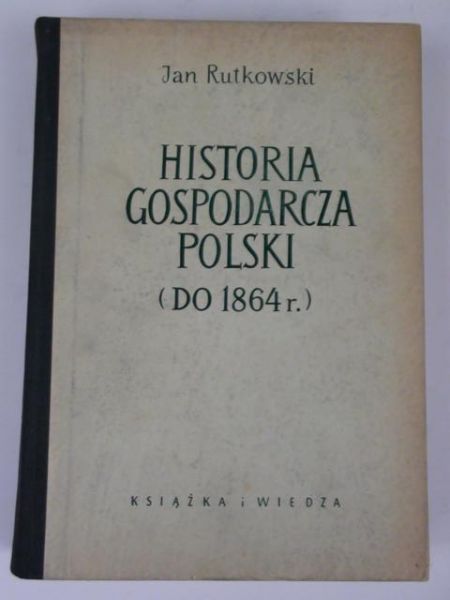 Jan Rutkowski
HISTORIA
GOSPODARCZA
POLSKI
(DO 1864 r.)
KSIĄŻKA i WIEDZA